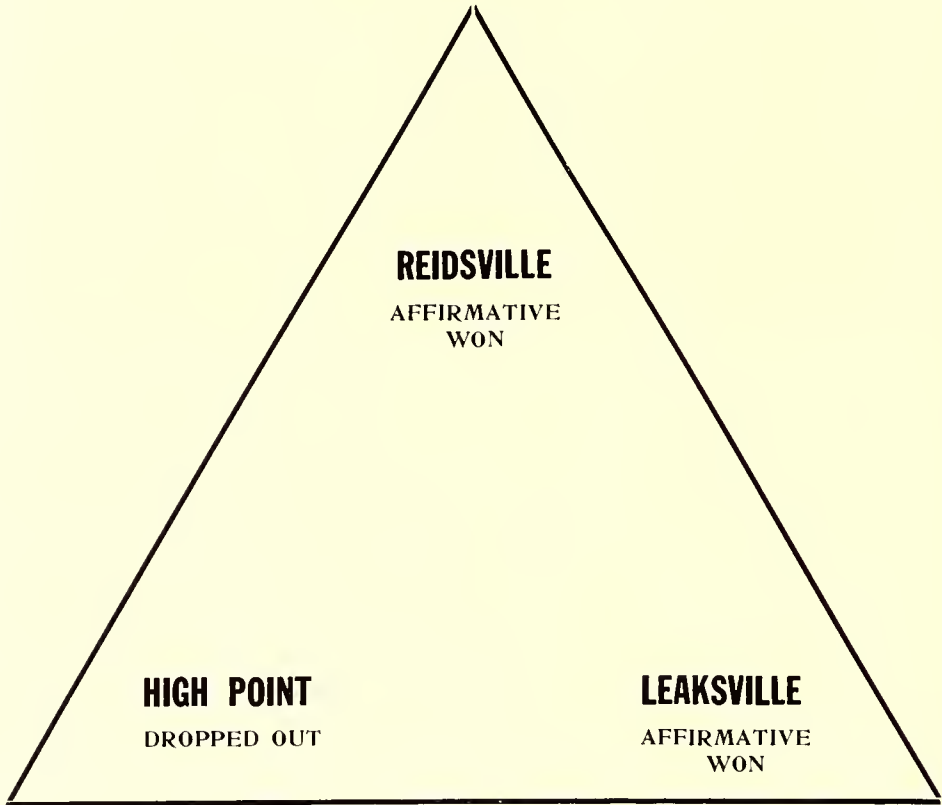 REIDSVILLE
AFFIRMATIVE
WON
HIGH POINT
DROPPED OUT
LEAKSVILLE
AFFIRMATIVE
WON